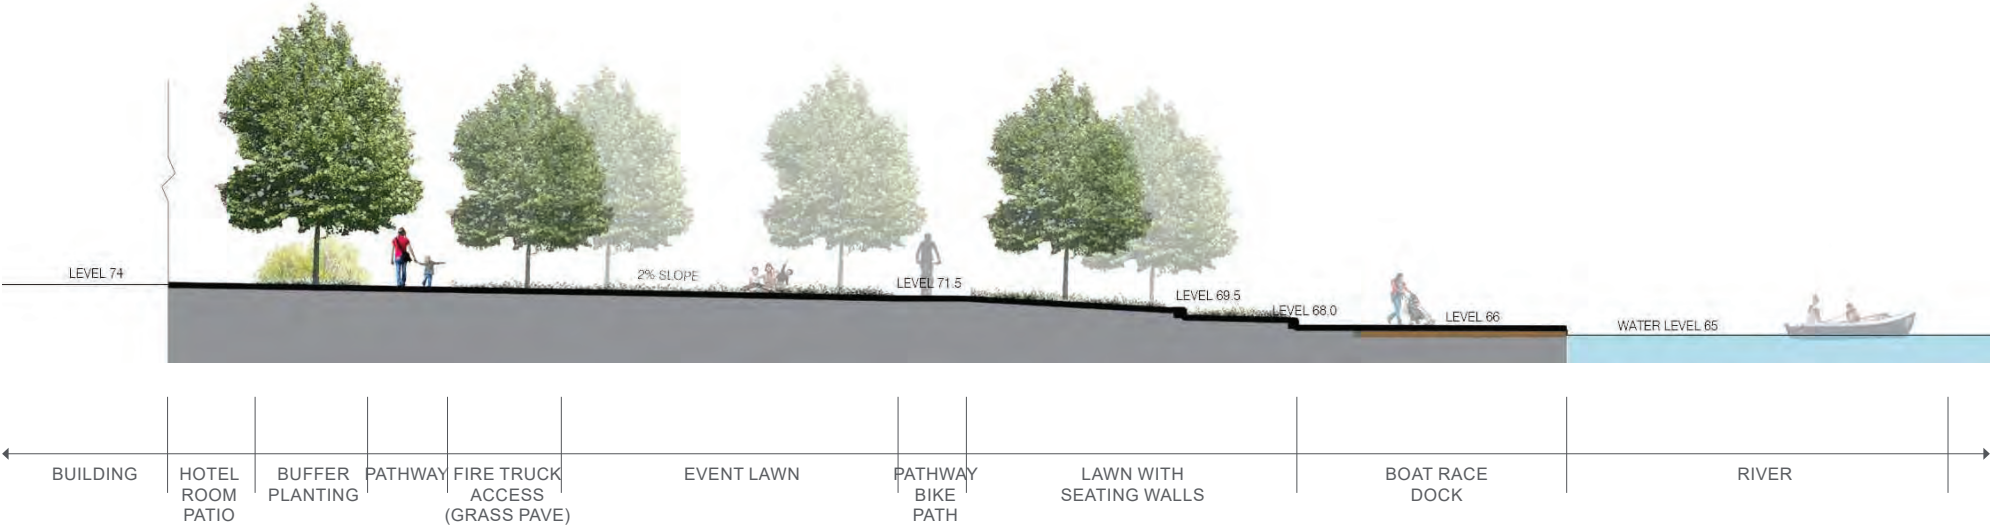 LEVEL 74
2% SLOPE
LEVEL 71.5
LEVEL 69.5
LEVEL 68.0
LEVEL 66
WATER LEVEL 65
BUILDING
HOTEL
ROOM
PATIO
BUFFER
PLANTING
PATHWAY
FIRE TRUCK
ACCESS
(GRASS PAVE)
EVENT LAWN
PATHWAY
BIKE
PATH
LAWN WITH
SEATING WALLS
BOAT RACE
DOCK
RIVER